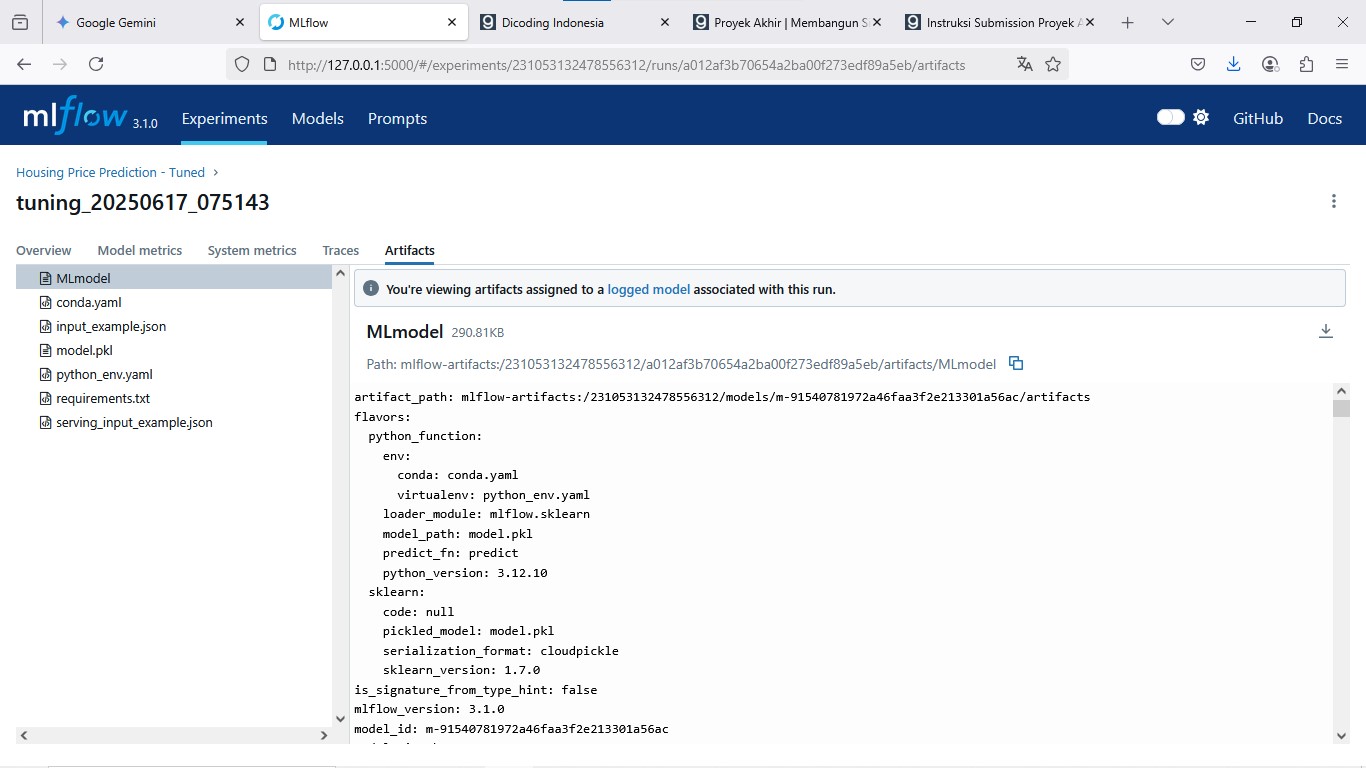 Google Gemini
MLflow
Dicoding Indonesia
Proyek Akhir | Membangun S
Instruksi Submission Proyek A
http://127.0.0.1:5000/#/experiments/231053132478556312/runs/a012af3b70654a2ba00f273edf89a5eb/artifacts
mlflow 3.1.0
Experiments
Models
Prompts
GitHub
Docs
Housing Price Prediction - Tuned
tuning_20250617_075143
Overview
Model metrics
System metrics
Traces
Artifacts
MLmodel
conda.yaml
input_example.json
model.pkl
python_env.yaml
requirements.txt
serving_input_example.json
You're viewing artifacts assigned to a logged model associated with this run.
MLmodel 290.81KB
Path: mlflow-artifacts:/231053132478556312/a012af3b70654a2ba00f273edf89a5eb/artifacts/MLmodel
artifact_path: mlflow-artifacts:/231053132478556312/models/m-91540781972a46faa3f2e213301a56ac/artifacts
flavors:
  python_function:
    env:
      conda: conda.yaml
      virtualenv: python_env.yaml
    loader_module: mlflow.sklearn
    model_path: model.pkl
    predict_fn: predict
    python_version: 3.12.10
  sklearn:
    code: null
    pickled_model: model.pkl
    serialization_format: cloudpickle
    sklearn_version: 1.7.0
is_signature_from_type_hint: false
mlflow_version: 3.1.0
model_id: m-91540781972a46faa3f2e213301a56ac